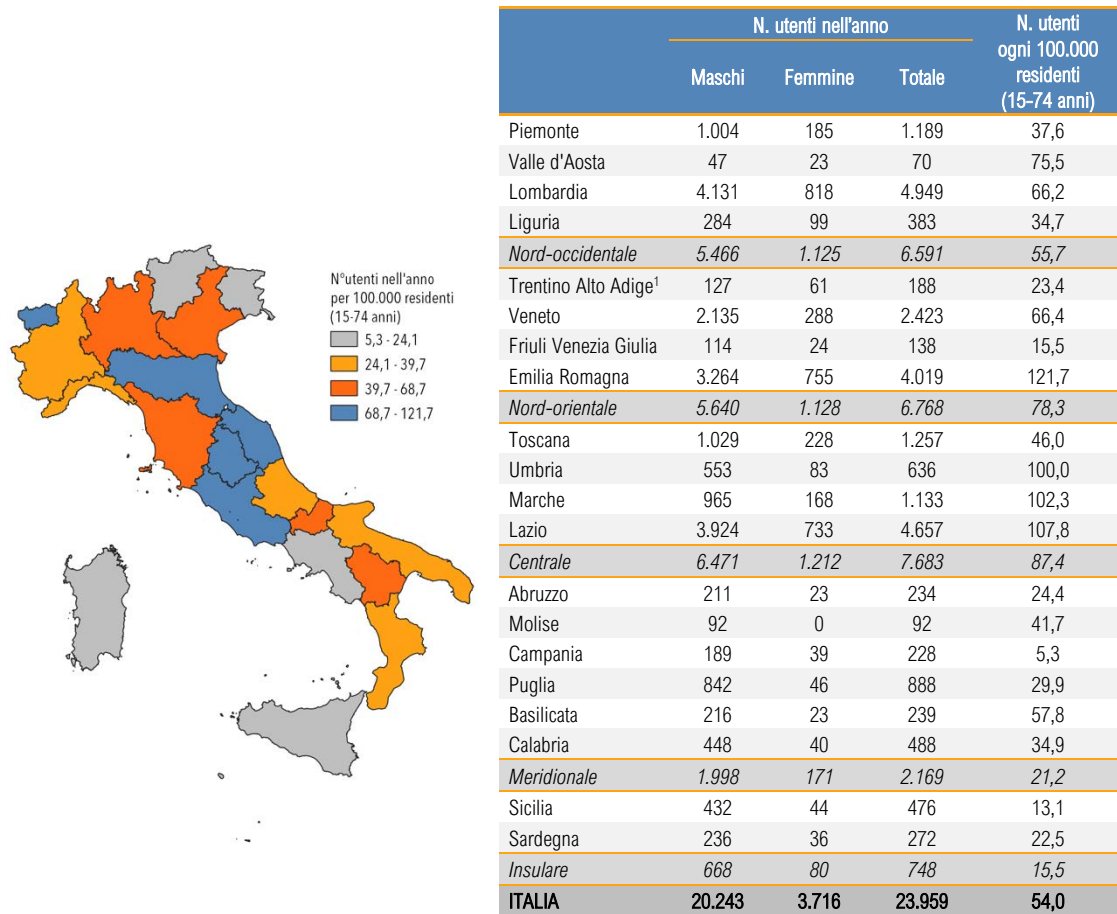 N°utenti nell'anno
per 100.000 residenti
(15-74 anni)
5,3 - 24,1
24,1 - 39,7
39,7 - 68,7
68,7 - 121,7
N. utenti nell'anno
N. utenti
ogni 100.000
residenti
(15-74 anni)
Maschi Femmine Totale
Piemonte 1.004 185 1.189 37,6
Valle d'Aosta 47 23 70 75,5
Lombardia 4.131 818 4.949 66,2
Liguria 284 99 383 34,7
Nord-occidentale 5.466 1.125 6.591 55,7
Trentino Alto Adige¹ 127 61 188 23,4
Veneto 2.135 288 2.423 66,4
Friuli Venezia Giulia 114 24 138 15,5
Emilia Romagna 3.264 755 4.019 121,7
Nord-orientale 5.640 1.128 6.768 78,3
Toscana 1.029 228 1.257 46,0
Umbria 553 83 636 100,0
Marche 965 168 1.133 102,3
Lazio 3.924 733 4.657 107,8
Centrale 6.471 1.212 7.683 87,4
Abruzzo 211 23 234 24,4
Molise 92 0 92 41,7
Campania 189 39 228 5,3
Puglia 842 46 888 29,9
Basilicata 216 23 239 57,8
Calabria 448 40 488 34,9
Meridionale 1.998 171 2.169 21,2
Sicilia 432 44 476 13,1
Sardegna 236 36 272 22,5
Insulare 668 80 748 15,5
ITALIA 20.243 3.716 23.959 54,0